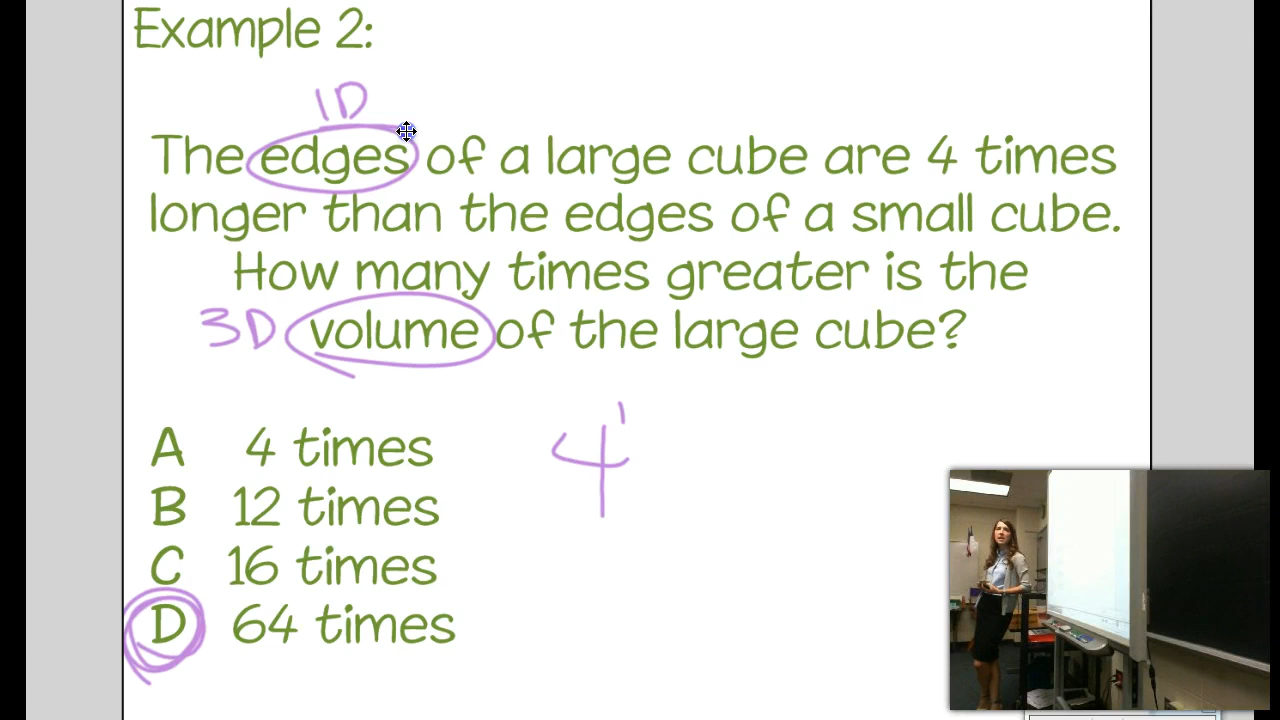 Example 2:
1D
The edges of a large cube are 4 times
longer than the edges of a small cube.
How many times greater is the
3D volume of the large cube?
A 4 times
4¹
B 12 times
C 16 times
D 64 times